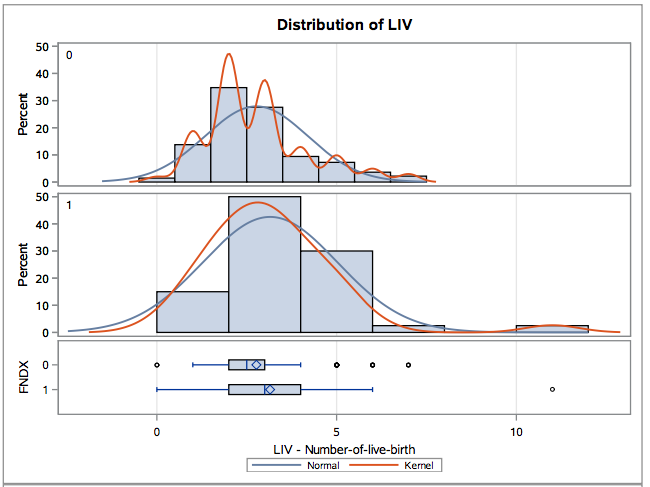 Distribution of LIV
50
0
40
30
20
10
0
Percent
50
1
40
30
20
10
0
Percent
0
1
FNDX
0 5 10
LIV - Number-of-live-birth
Normal Kernel